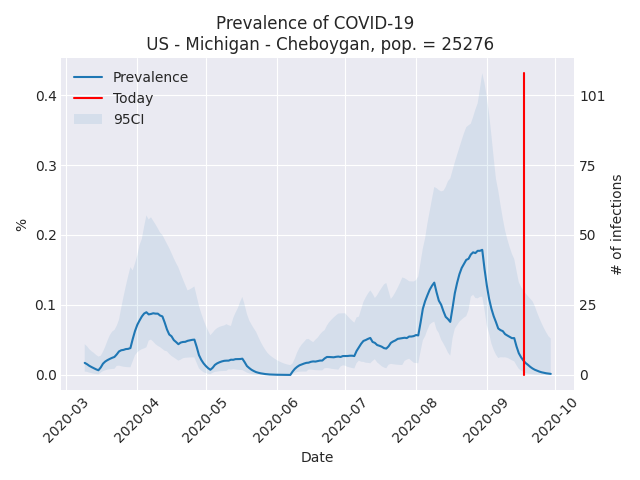 Prevalence of COVID-19
US - Michigan - Cheboygan, pop. = 25276
Prevalence
Today
95CI
0.4
0.3
0.2
0.1
0.0
%
101
75
50
25
0
# of infections
2020-03
2020-04
2020-05
2020-06
2020-07
2020-08
2020-09
2020-10
Date